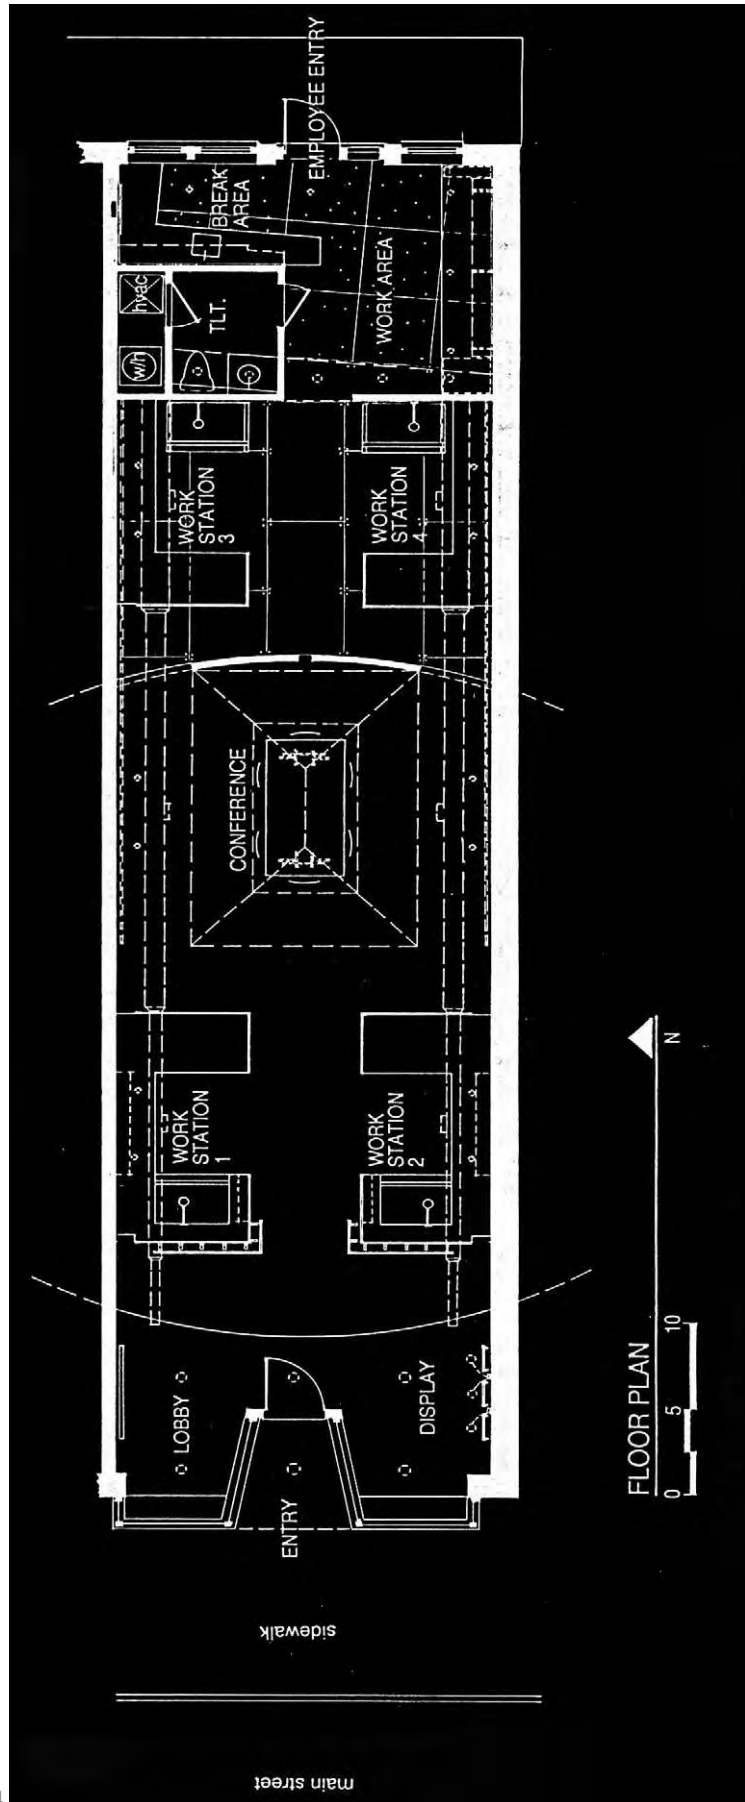 EMPLOYEE ENTRY
BREAK
AREA
hvac
w/h
TLT.
WORK AREA
WORK
STATION
3
WORK
STATION
4
CONFERENCE
WORK
STATION
1
WORK
STATION
2
LOBBY
DISPLAY
ENTRY
sidewalk
main street
FLOOR PLAN
0 5 10
N